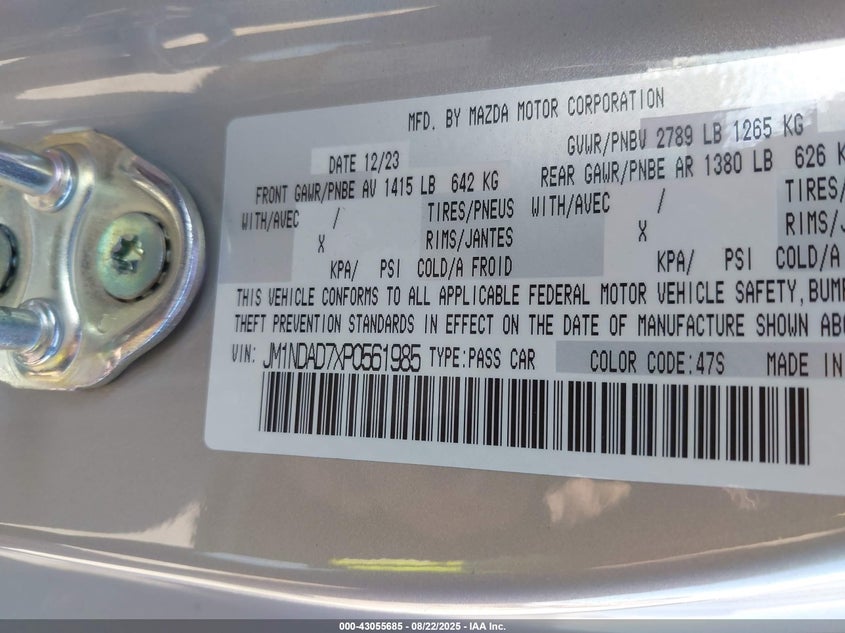 MFD. BY MAZDA MOTOR CORPORATION
DATE 12/23 GVWR/PNBV 2789 LB 1265 KG
FRONT GAWR/PNBE AV 1415 LB 642 KG REAR GAWR/PNBE AR 1380 LB 626 K
WITH/AVEC / TIRES/PNEUS WITH/AVEC / TIRES/
X RIMS/JANTES X RIMS/
KPA/ PSI COLD/A FROID KPA/ PSI COLD/A
THIS VEHICLE CONFORMS TO ALL APPLICABLE FEDERAL MOTOR VEHICLE SAFETY, BUMP
THEFT PREVENTION STANDARDS IN EFFECT ON THE DATE OF MANUFACTURE SHOWN ABO
VIN: JM1NDAD7XP0561985 TYPE:PASS CAR COLOR CODE:47S MADE IN
000-43055685 - 08/22/2025 - IAA Inc.